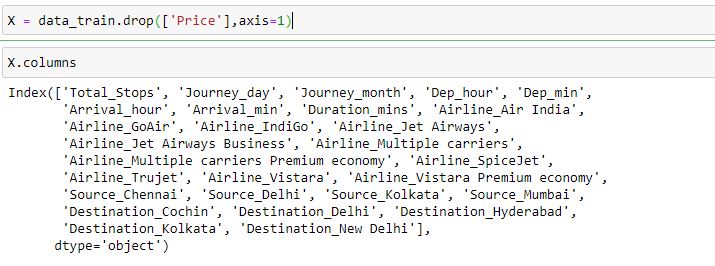 X = data_train.drop(['Price'],axis=1)
X.columns
Index(['Total_Stops', 'Journey_day', 'Journey_month', 'Dep_hour', 'Dep_min',
'Arrival_hour', 'Arrival_min', 'Duration_mins', 'Airline_Air India',
'Airline_GoAir', 'Airline_IndiGo', 'Airline_Jet Airways',
'Airline_Jet Airways Business', 'Airline_Multiple carriers',
'Airline_Multiple carriers Premium economy', 'Airline_SpiceJet',
'Airline_Trujet', 'Airline_Vistara', 'Airline_Vistara Premium economy',
'Source_Chennai', 'Source_Delhi', 'Source_Kolkata', 'Source_Mumbai',
'Destination_Cochin', 'Destination_Delhi', 'Destination_Hyderabad',
'Destination_Kolkata', 'Destination_New Delhi'],
dtype='object')